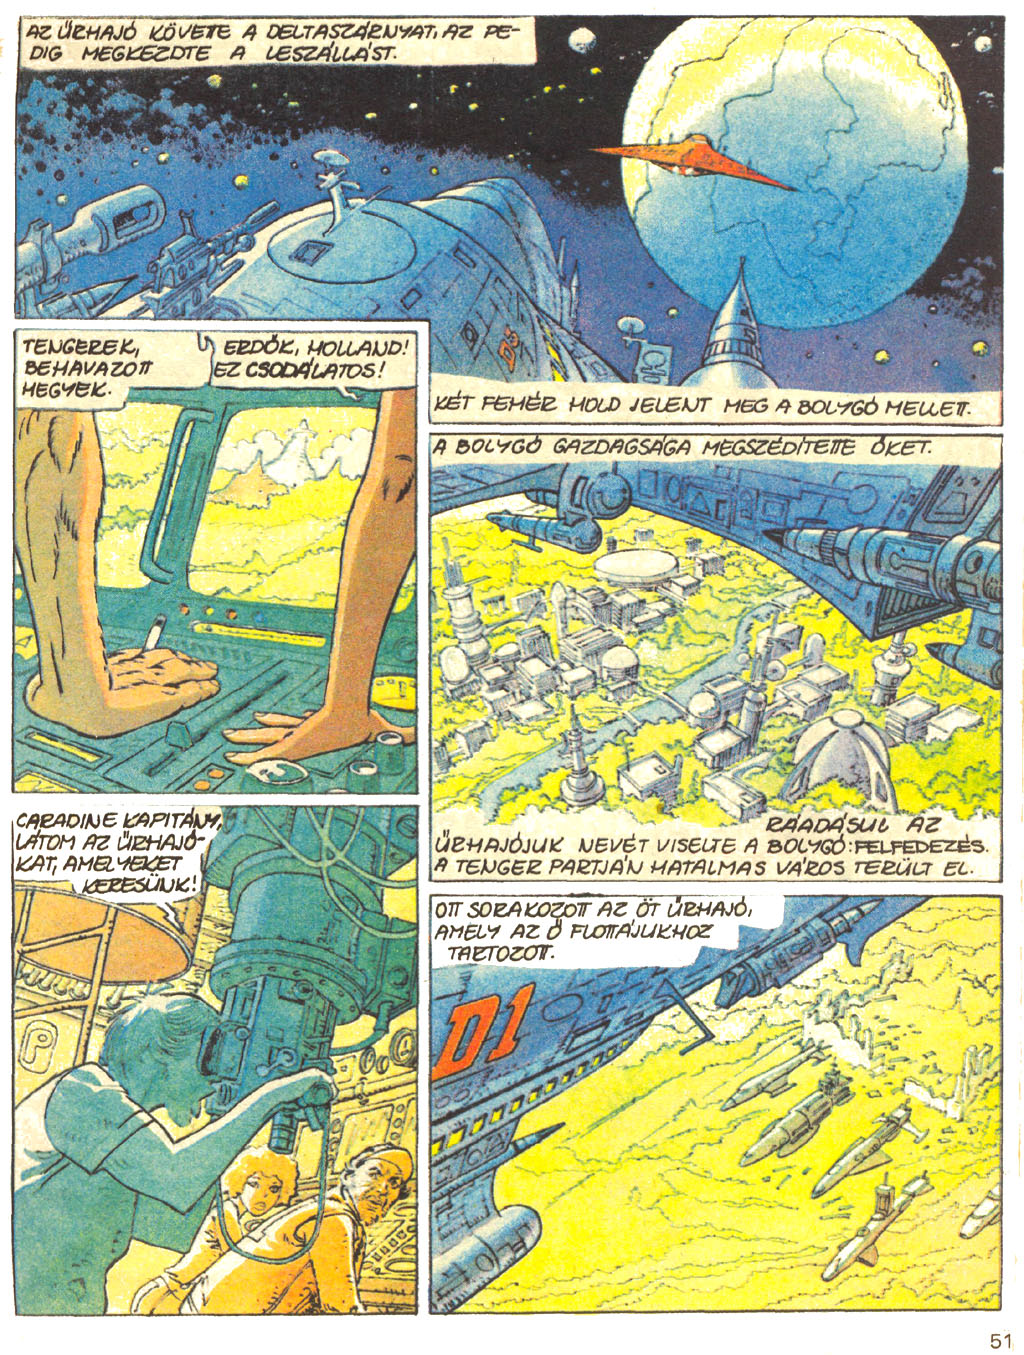 AZ ŰRHAJÓ KÖVETTE A DELTASZÁRNYAT, AZ PE-
DIG MEGKEZDTE A LESZÁLLÁST.
KÉT FEHÉR HOLD JELENT MEG A BOLYGÓ MELLETT.
TENGEREK,
BEHAVAZOTT
HEGYEK.
ERDŐK, HOLLAND!
EZ CSODÁLATOS!
A BOLYGÓ GAZDAGSÁGA MEGSZÉDÍTETTE ŐKET.
RÁADÁSUL AZ
ŰRHAJÓJUK NEVÉT VISELTE A BOLYGÓ: FELFEDEZÉS.
A TENGER PARTJÁN HATALMAS VÁROS TERÜLT EL.
CARADINE KAPITÁNY,
LÁTOM AZ ŰRHAJÓ-
KAT, AMELYEKET
KERESÜNK!
OTT SORAKOZOTT AZ ÖT ŰRHAJÓ,
AMELY AZ Ő FLOTTÁJUKHOZ
TARTOZOTT.
D1
51